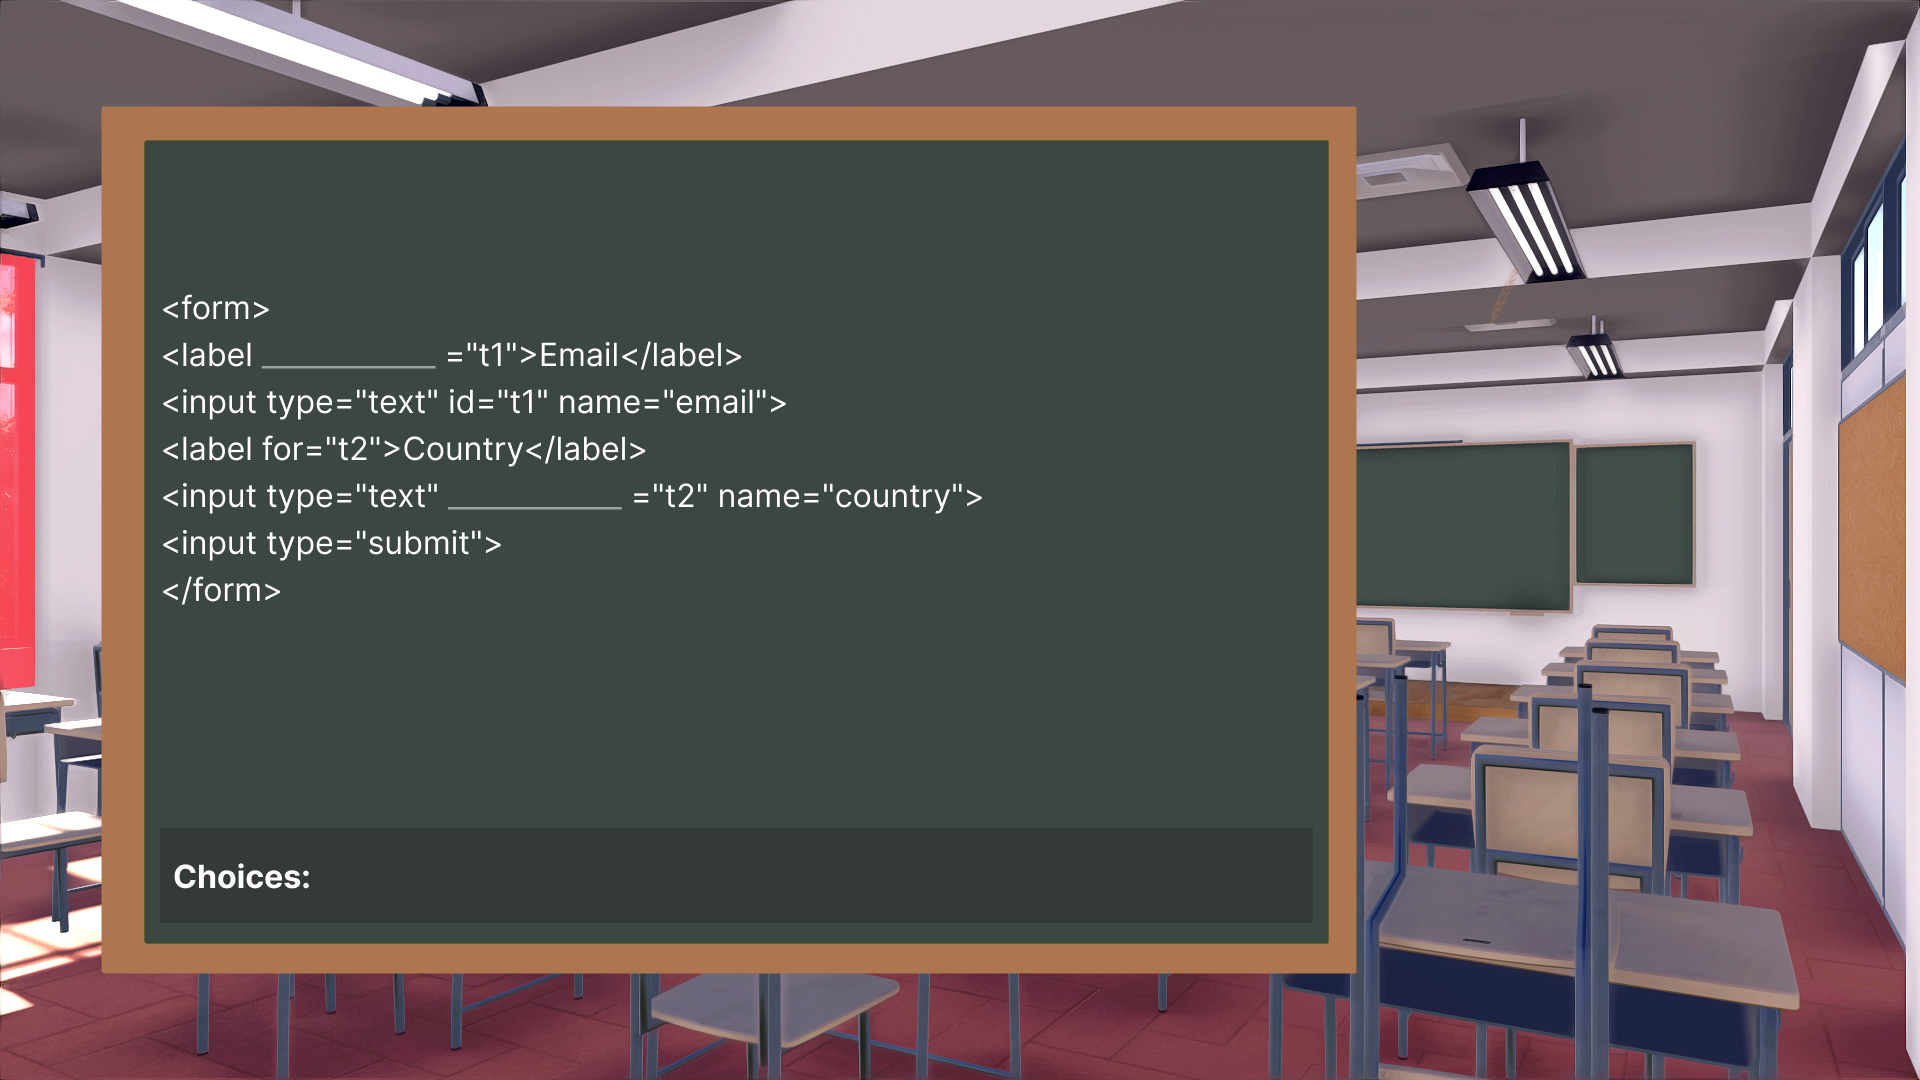 <form>
<label __________ ="t1">Email</label>
<input type="text" id="t1" name="email">
<label for="t2">Country</label>
<input type="text" __________ ="t2" name="country">
<input type="submit">
</form>
Choices: